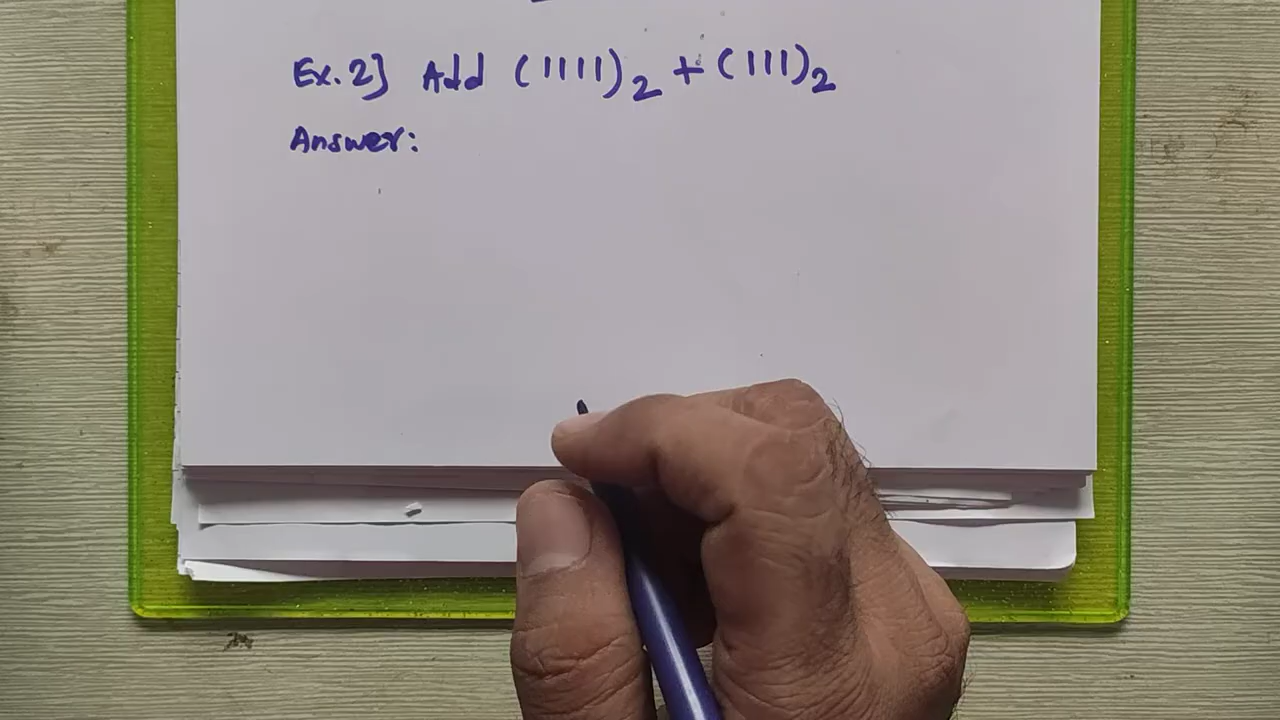 Ex. 2] Add (1111)₂ + (111)₂
Answer: